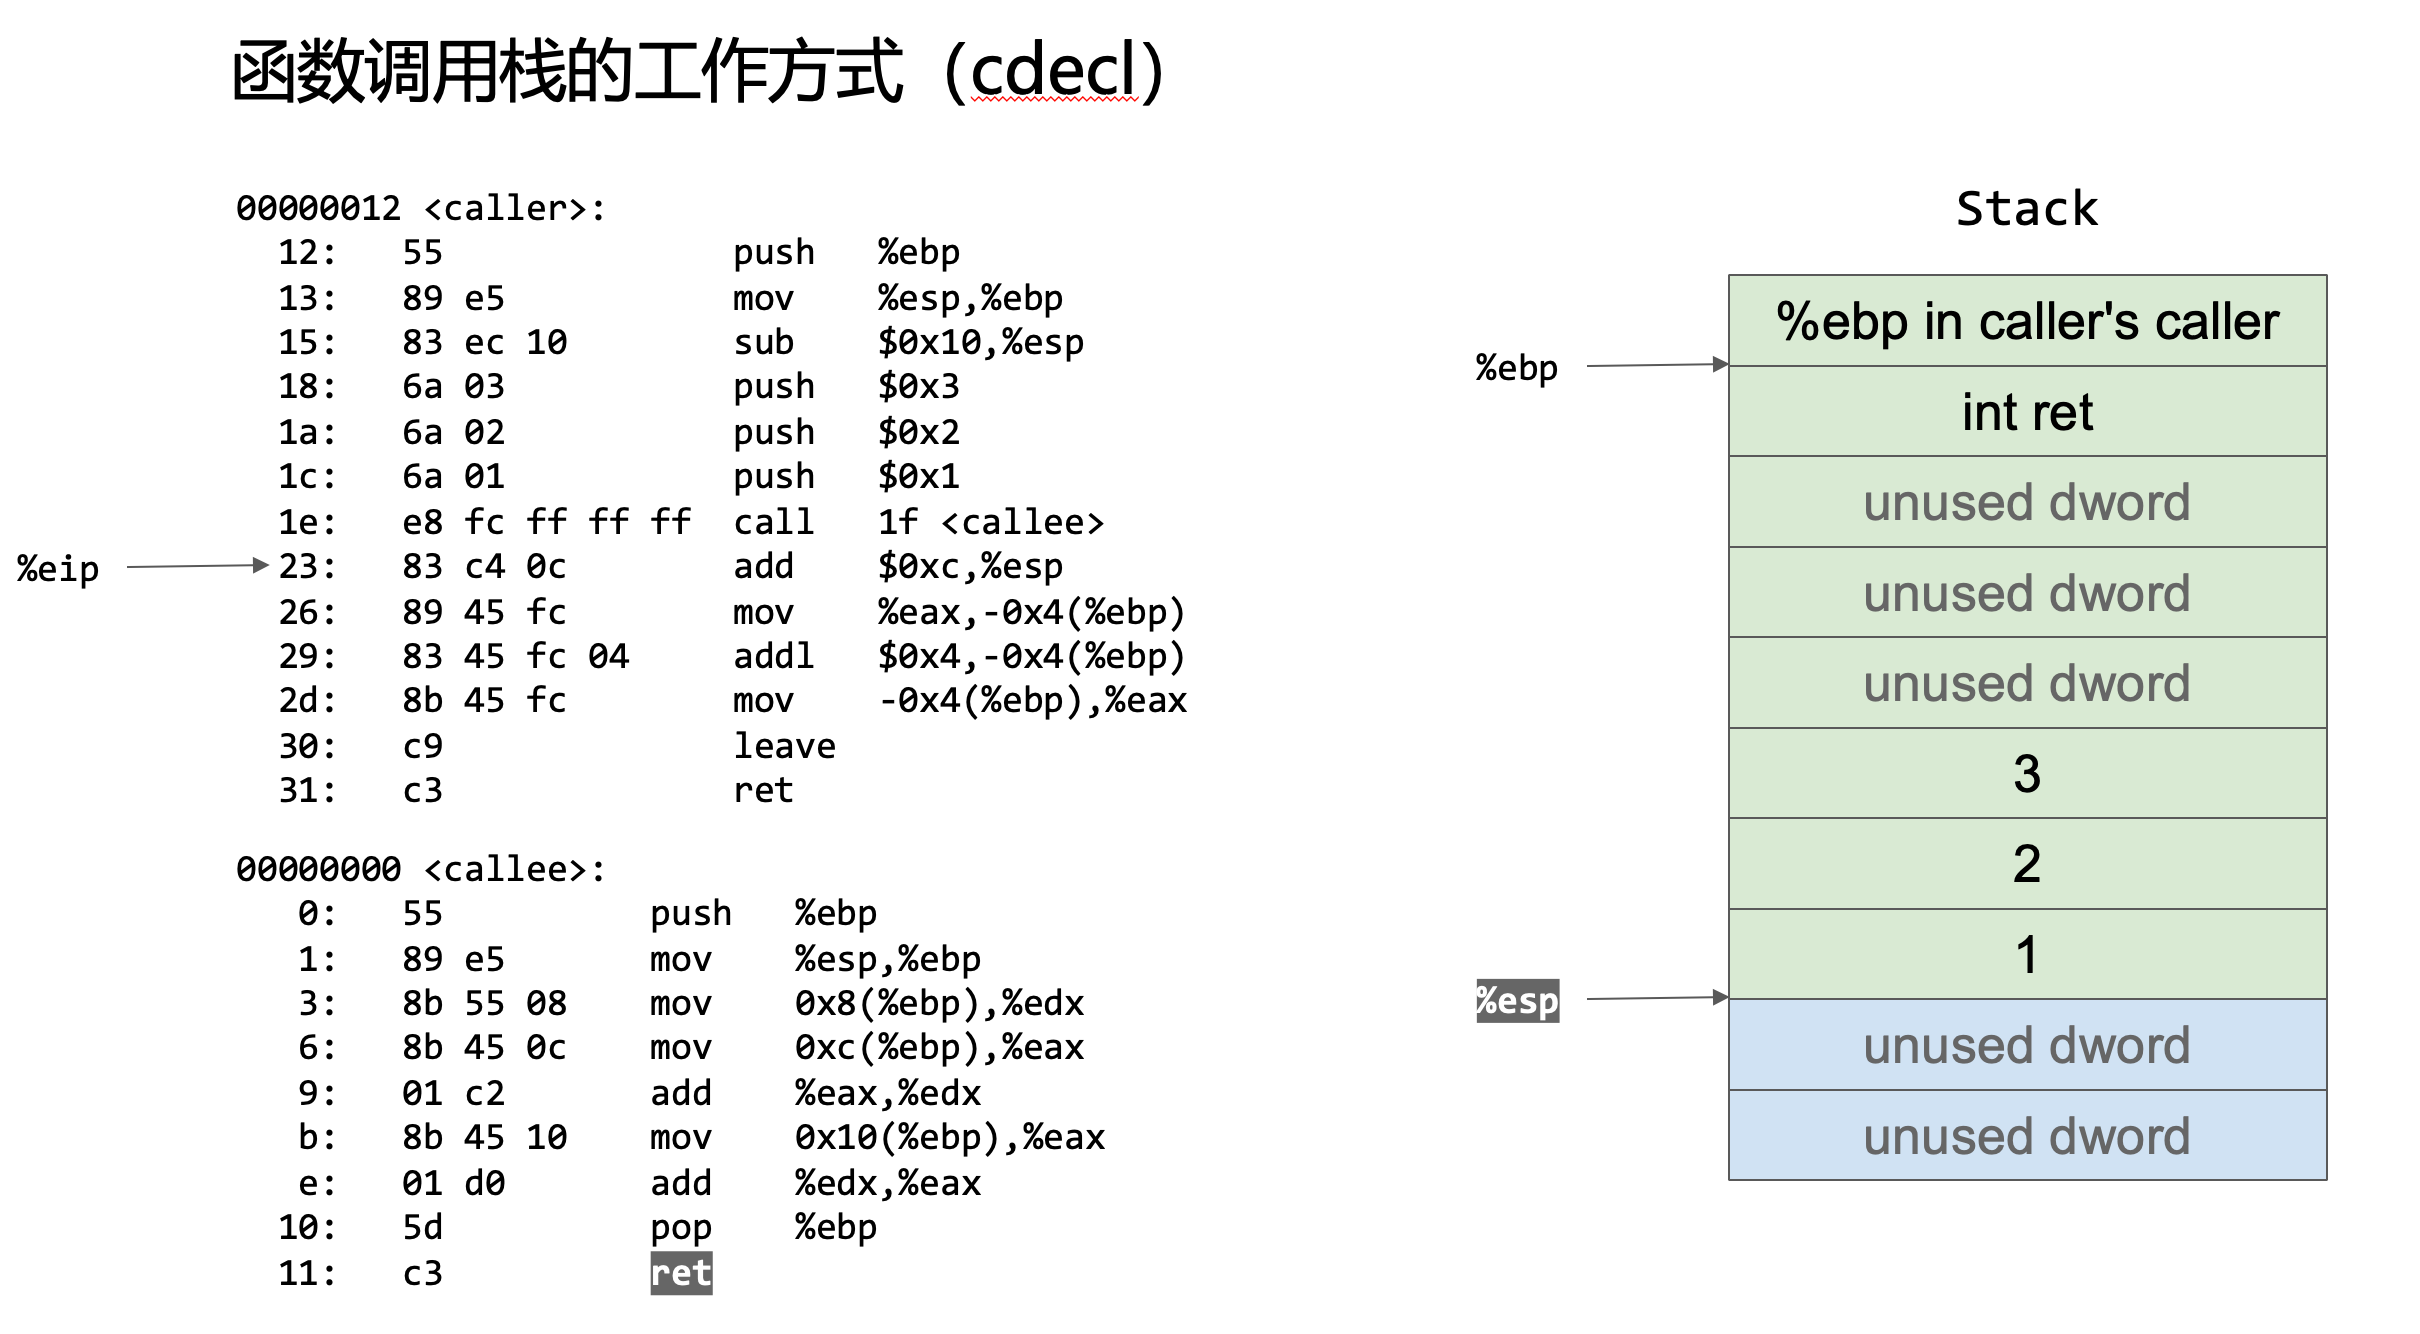 函数调用栈的工作方式（cdecl）
00000012 <caller>:
12: 55 push %ebp
13: 89 e5 mov %esp,%ebp
15: 83 ec 10 sub $0x10,%esp
18: 6a 03 push $0x3
1a: 6a 02 push $0x2
1c: 6a 01 push $0x1
1e: e8 fc ff ff ff call 1f <callee>
%eip
23: 83 c4 0c add $0xc,%esp
26: 89 45 fc mov %eax,-0x4(%ebp)
29: 83 45 fc 04 addl $0x4,-0x4(%ebp)
2d: 8b 45 fc mov -0x4(%ebp),%eax
30: c9 leave
31: c3 ret
00000000 <callee>:
0: 55 push %ebp
1: 89 e5 mov %esp,%ebp
3: 8b 55 08 mov 0x8(%ebp),%edx
6: 8b 45 0c mov 0xc(%ebp),%eax
9: 01 c2 add %eax,%edx
b: 8b 45 10 mov 0x10(%ebp),%eax
e: 01 d0 add %edx,%eax
10: 5d pop %ebp
11: c3 ret
Stack
%ebp in caller's caller
%ebp
int ret
unused dword
unused dword
unused dword
3
2
1
%esp
unused dword
unused dword